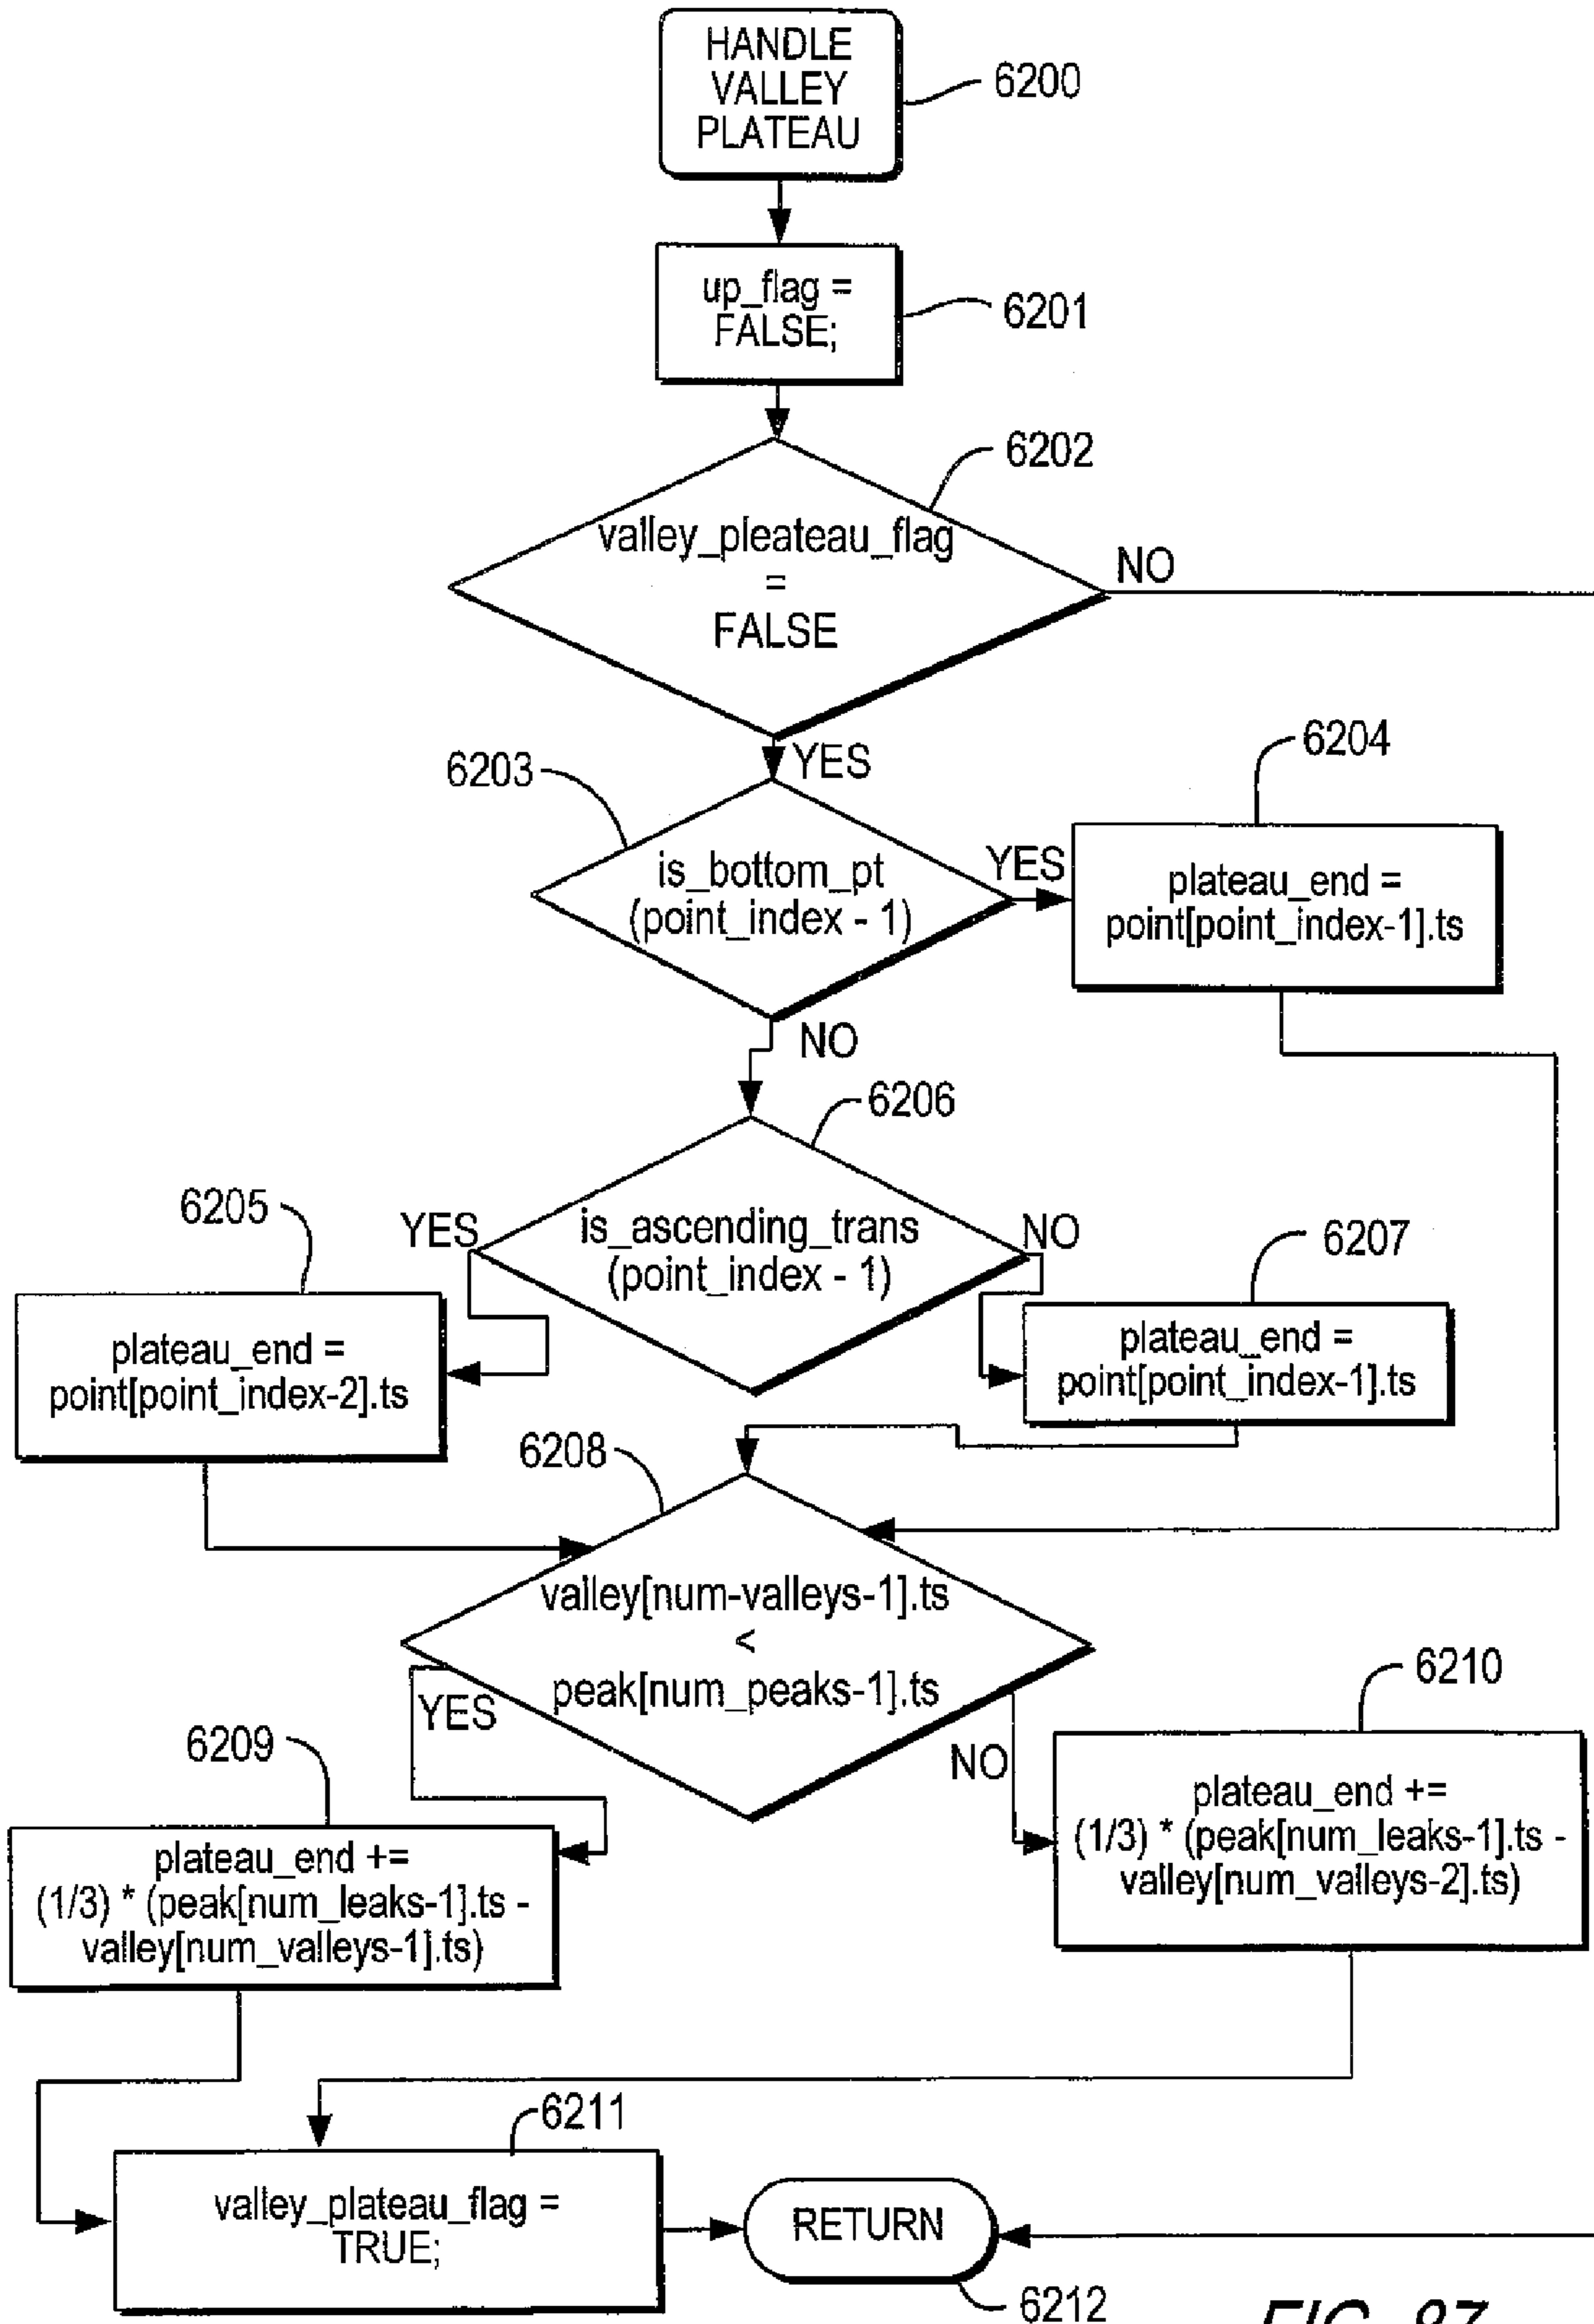 HANDLE
VALLEY
PLATEAU
6200
up_flag =
FALSE;
6201
6202
valley_pleateau_flag
=
FALSE
NO
YES
6203
is_bottom_pt
(point_index - 1)
YES
6204
plateau_end =
point[point_index-1].ts
NO
6206
is_ascending_trans
(point_index - 1)
YES
NO
6205
plateau_end =
point[point_index-2].ts
6207
plateau_end =
point[point_index-1].ts
6208
valley[num-valleys-1].ts
<
peak[num_peaks-1].ts
YES
NO
6209
plateau_end +=
(1/3) * (peak[num_leaks-1].ts -
valley[num_valleys-1].ts)
6210
plateau_end +=
(1/3) * (peak[num_leaks-1].ts -
valley[num_valleys-2].ts)
6211
valley_plateau_flag =
TRUE;
RETURN
6212
FIG. 87